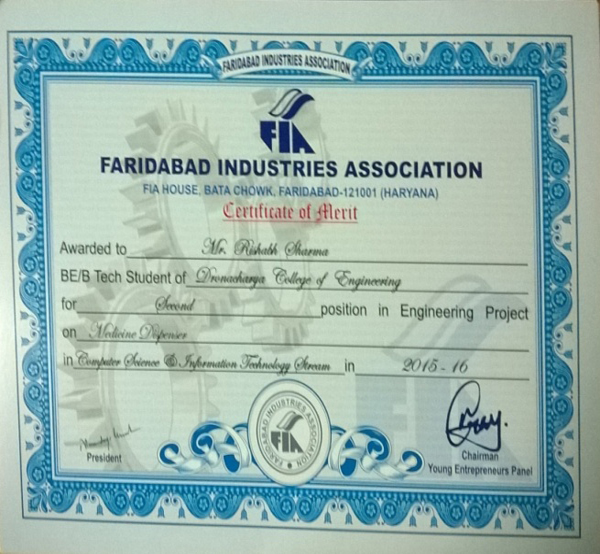 FARIDABAD INDUSTRIES ASSOCIATION
FIA
FARIDABAD INDUSTRIES ASSOCIATION
FIA HOUSE, BATA CHOWK, FARIDABAD-121001 (HARYANA)
Certificate of Merit
Awarded to Mr. Rishabh Sharma
BE/B Tech Student of Dronacharya College of Engineering
for Second position in Engineering Project
on Medicine Dispenser
in Computer Science & Information Technology Stream in 2015 - 16
FARIDABAD INDUSTRIES ASSOCIATION
FIA
President
Chairman
Young Entrepreneurs Panel